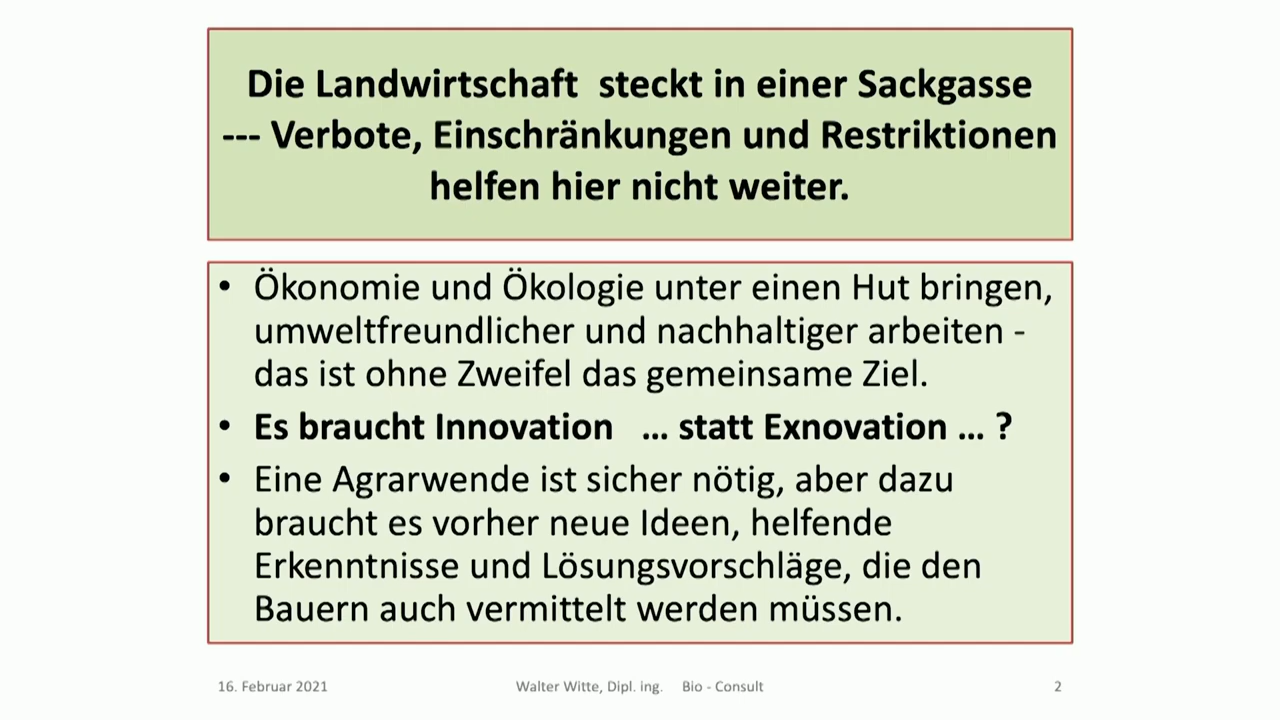 Die Landwirtschaft  steckt in einer Sackgasse
--- Verbote, Einschränkungen und Restriktionen
helfen hier nicht weiter.
• Ökonomie und Ökologie unter einen Hut bringen,
umweltfreundlicher und nachhaltiger arbeiten -
das ist ohne Zweifel das gemeinsame Ziel.
• Es braucht Innovation   … statt Exnovation … ?
• Eine Agrarwende ist sicher nötig, aber dazu
braucht es vorher neue Ideen, helfende
Erkenntnisse und Lösungsvorschläge, die den
Bauern auch vermittelt werden müssen.
16. Februar 2021 Walter Witte, Dipl. ing.    Bio - Consult 2